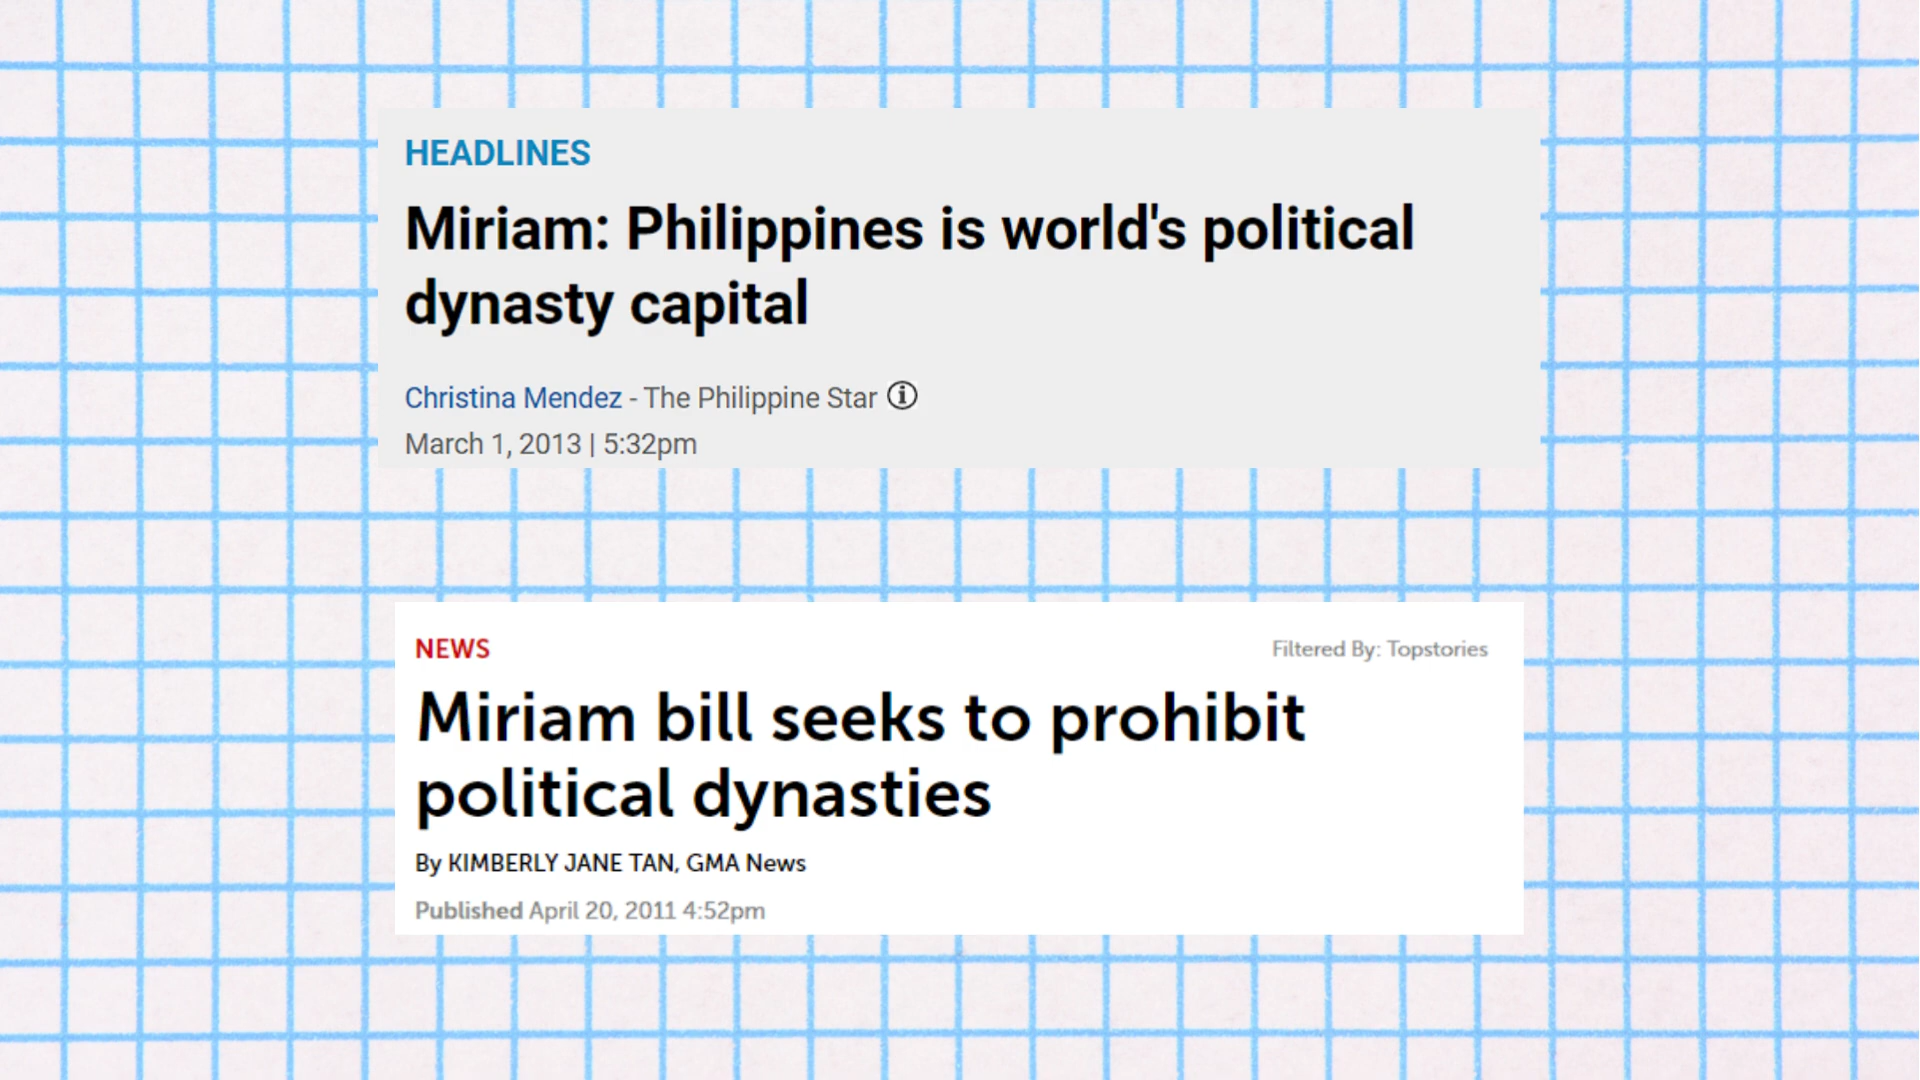 HEADLINES
Miriam: Philippines is world's political
dynasty capital
Christina Mendez - The Philippine Star
March 1, 2013 | 5:32pm
NEWS
Filtered By: Topstories
Miriam bill seeks to prohibit
political dynasties
By KIMBERLY JANE TAN, GMA News
Published April 20, 2011 4:52pm